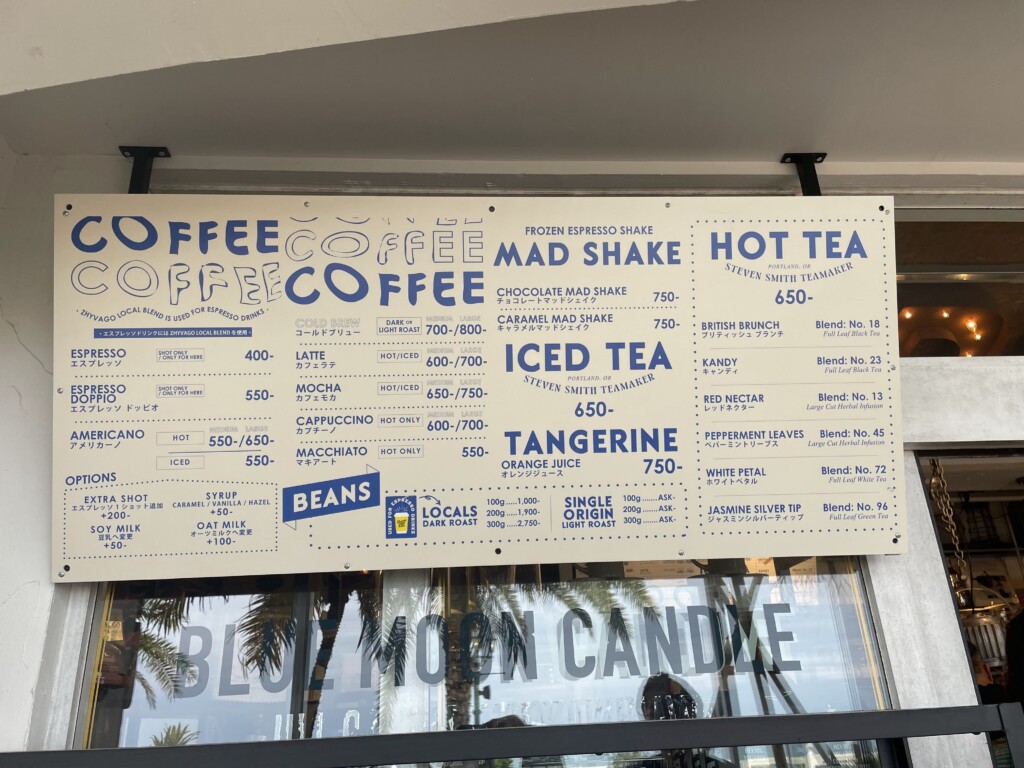 COFFEE
COFFEE
- ZHYVAGO LOCAL BLEND IS USED FOR ESPRESSO DRINKS -
・エスプレッソドリンクには ZHYVAGO LOCAL BLEND を使用・
ESPRESSO
エスプレッソ
SHOT ONLY
/ ONLY FOR HERE
400-
ESPRESSO
DOPPIO
エスプレッソ ドッピオ
SHOT ONLY
/ ONLY FOR HERE
550-
AMERICANO
アメリカーノ
HOT
MEDIUM LARGE
550-/650-
ICED
550-
OPTIONS
EXTRA SHOT
エスプレッソ1ショット追加
+200-
SYRUP
CARAMEL / VANILLA / HAZEL
+50-
SOY MILK
豆乳へ変更
+50-
OAT MILK
オーツミルクへ変更
+100-
COFFEE
COFFEE
COFFEE
COLD BREW
コールドブリュー
DARK OR
LIGHT ROAST
MEDIUM LARGE
700-/800-
LATTE
カフェラテ
HOT/ICED
MEDIUM LARGE
600-/700-
MOCHA
カフェモカ
HOT/ICED
MEDIUM LARGE
650-/750-
CAPPUCCINO
カプチーノ
HOT ONLY
MEDIUM LARGE
600-/700-
MACCHIATO
マキアート
HOT ONLY
550-
BEANS
USED FOR ESPRESSO DRINKS
LOCALS
DARK ROAST
100g.....1,000-
200g.....1,900-
300g.....2,750-
SINGLE
ORIGIN
LIGHT ROAST
100g.......ASK-
200g.......ASK-
300g.......ASK-
FROZEN ESPRESSO SHAKE
MAD SHAKE
CHOCOLATE MAD SHAKE
チョコレートマッドシェイク
750-
CARAMEL MAD SHAKE
キャラメルマッドシェイク
750-
ICED TEA
PORTLAND, OR
STEVEN SMITH TEAMAKER
650-
TANGERINE
ORANGE JUICE
オレンジジュース
750-
HOT TEA
PORTLAND, OR
STEVEN SMITH TEAMAKER
650-
BRITISH BRUNCH
ブリティッシュ ブランチ
Blend: No. 18
Full Leaf Black Tea
KANDY
キャンディ
Blend: No. 23
Full Leaf Black Tea
RED NECTAR
レッドネクター
Blend: No. 13
Large Cut Herbal Infusion
PEPPERMENT LEAVES
ペパーミントリーブス
Blend: No. 45
Large Cut Herbal Infusion
WHITE PETAL
ホワイトペタル
Blend: No. 72
Full Leaf White Tea
JASMINE SILVER TIP
ジャスミンシルバーティップ
Blend: No. 96
Full Leaf Green Tea
BLUE MOON CANDLE